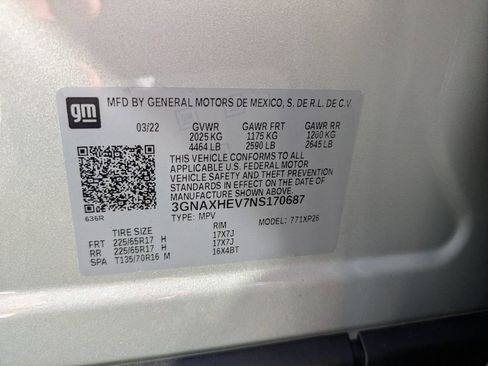 gm
MFD BY GENERAL MOTORS DE MEXICO, S. DE R.L. DE C.V.
03/22 GVWR GAWR FRT GAWR RR
2025 KG 1175 KG 1200 KG
4464 LB 2590 LB 2645 LB
THIS VEHICLE CONFORMS TO ALL
APPLICABLE U.S. FEDERAL MOTOR
VEHICLE SAFETY AND THEFT PREVENTION
STANDARDS IN EFFECT ON THE DATE OF
MANUFACTURE SHOWN ABOVE.
3GNAXHEV7NS170687
636R TYPE: MPV MODEL: 771XP26
TIRE SIZE RIM
FRT 225/65R17 H 17X7J
RR 225/65R17 H 17X7J
SPA T135/70R16 M 16X4BT